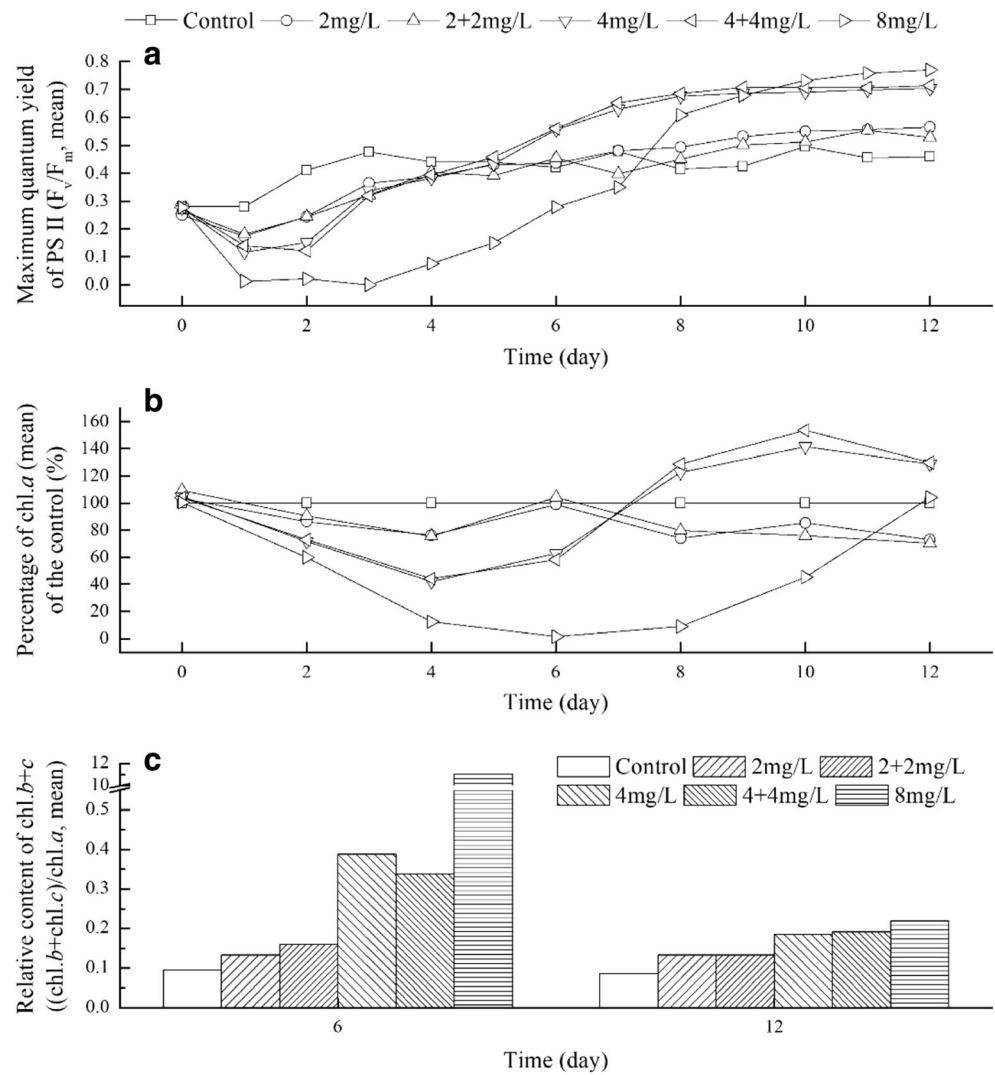 Control 2mg/L 2+2mg/L 4mg/L 4+4mg/L 8mg/L
a
Maximum quantum yield
of PS II (Fv/Fm, mean)
0.8
0.7
0.6
0.5
0.4
0.3
0.2
0.1
0.0
0 2 4 6 8 10 12
Time (day)
b
Percentage of chl.a (mean)
of the control (%)
160
140
120
100
80
60
40
20
0
0 2 4 6 8 10 12
Time (day)
c
Relative content of chl.b+c
((chl.b+chl.c)/chl.a, mean)
12
10
0.5
0.4
0.3
0.2
0.1
0.0
Control 2mg/L 2+2mg/L
4mg/L 4+4mg/L 8mg/L
6 12
Time (day)